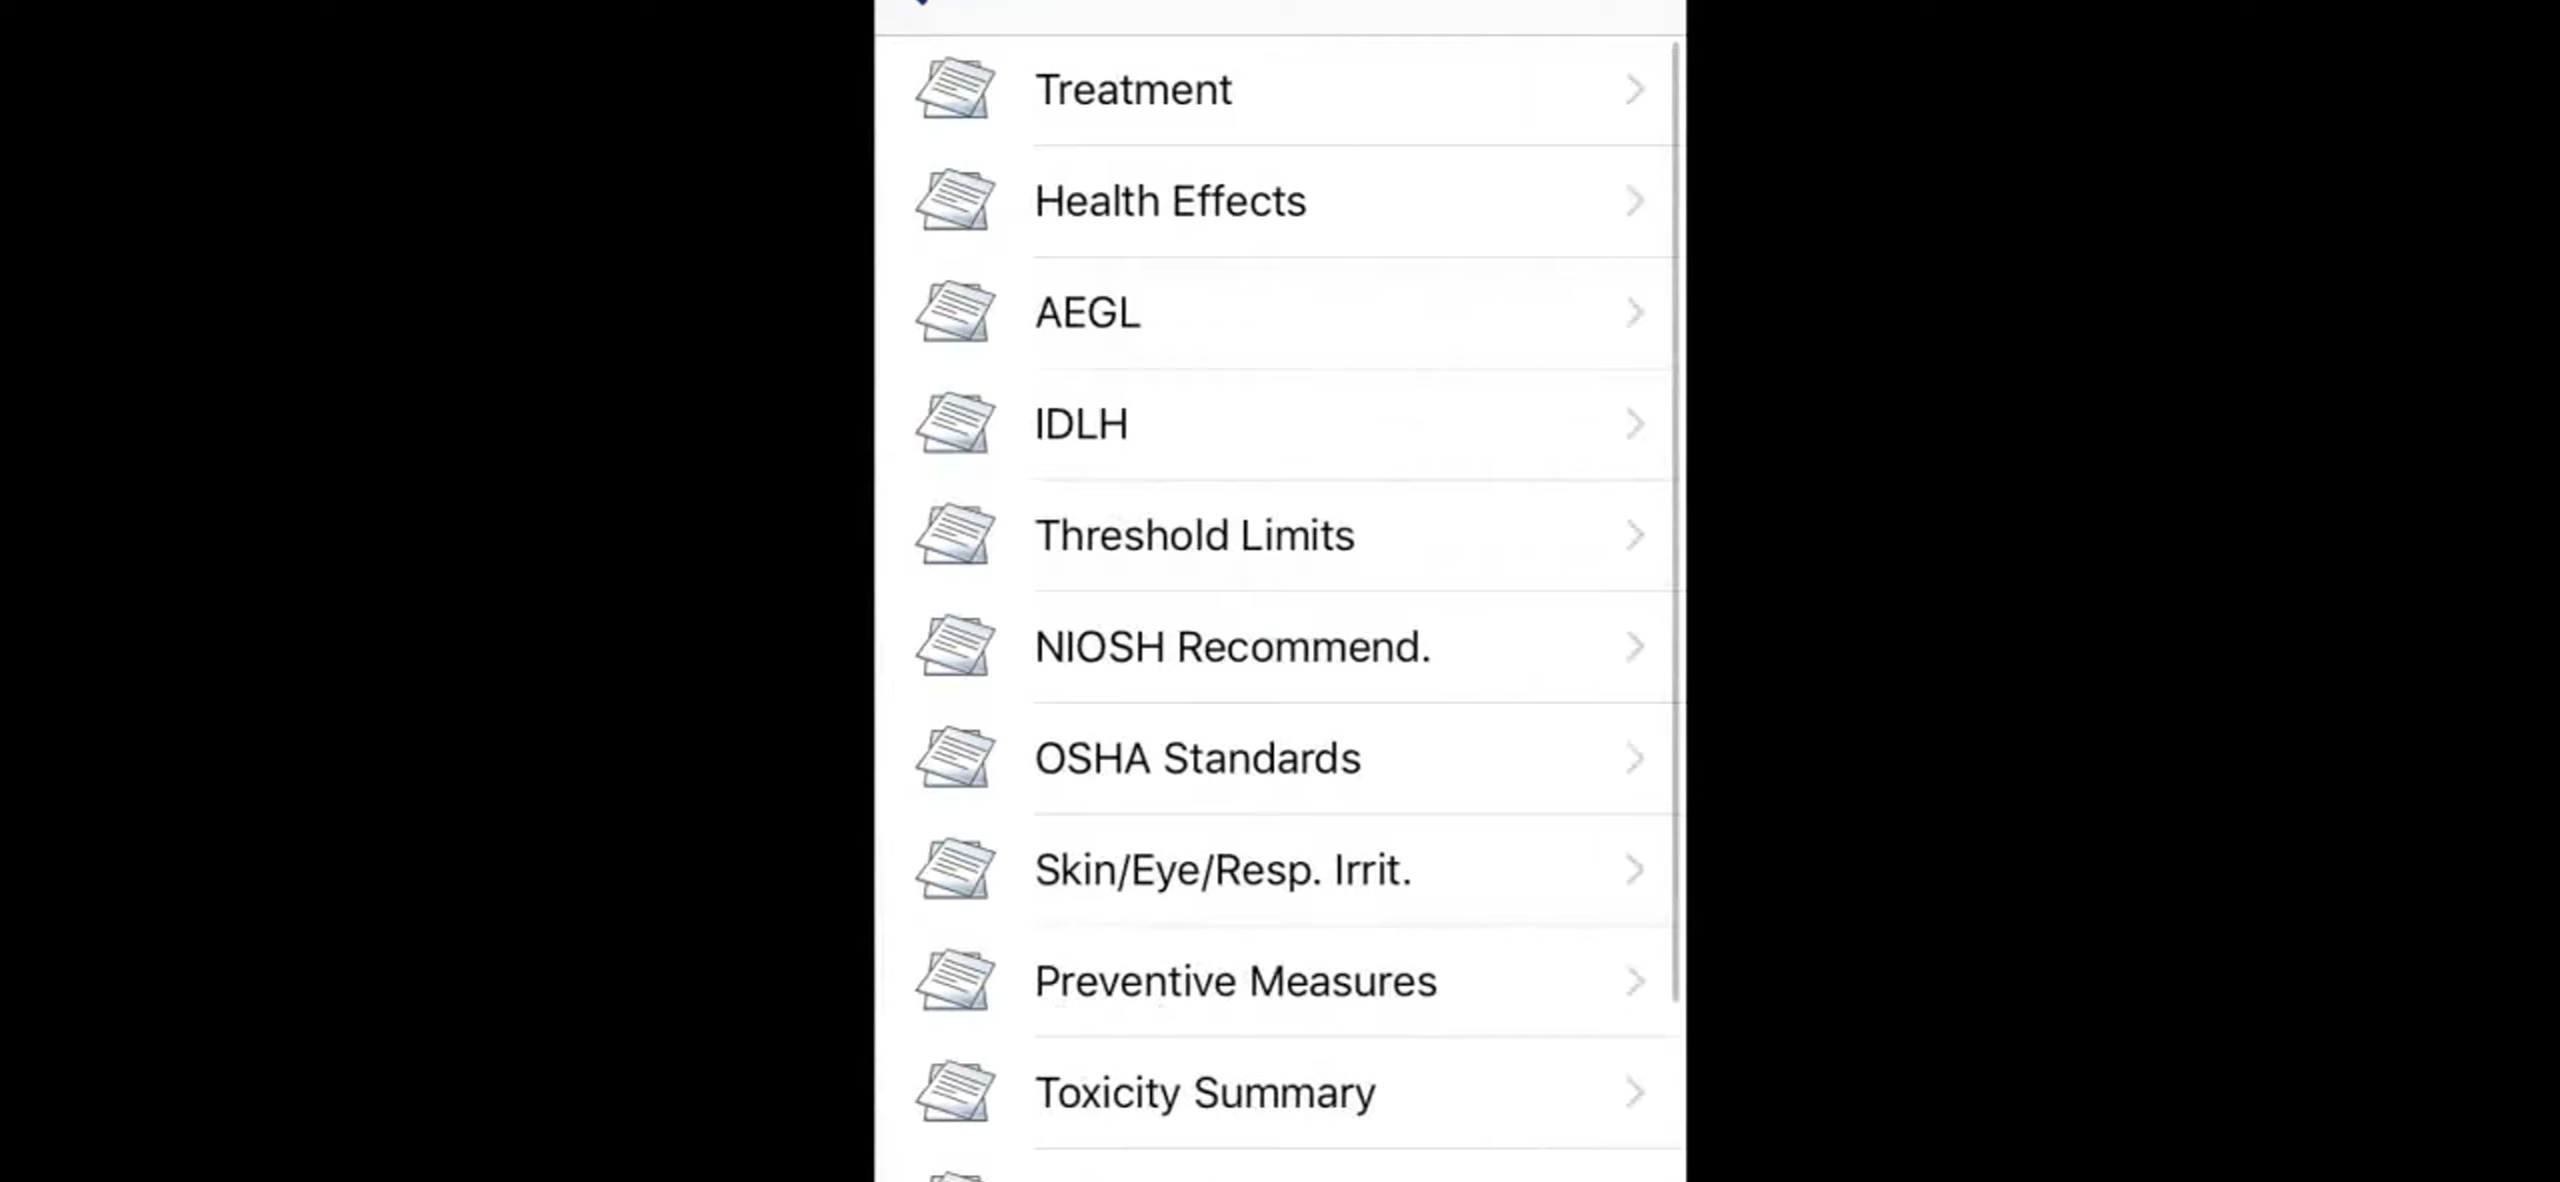 Treatment
Health Effects
AEGL
IDLH
Threshold Limits
NIOSH Recommend.
OSHA Standards
Skin/Eye/Resp. Irrit.
Preventive Measures
Toxicity Summary